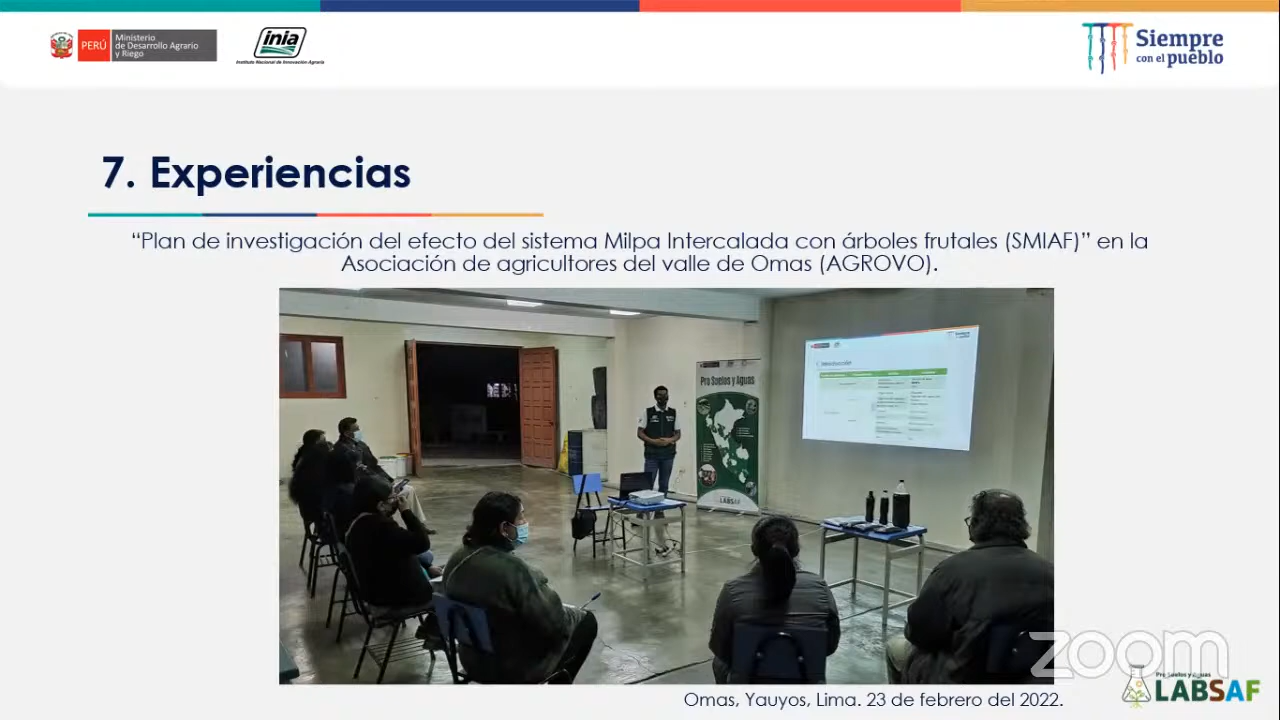 PERÚ
Ministerio
de Desarrollo Agrario
y Riego
inia
Instituto Nacional de Innovación Agraria
Siempre
con el pueblo
7. Experiencias
“Plan de investigación del efecto del sistema Milpa Intercalada con árboles frutales (SMIAF)” en la
Asociación de agricultores del valle de Omas (AGROVO).
Pro Suelos y Aguas
LABSAF
zoom
Pro Suelos y Aguas
LABSAF
Omas, Yauyos, Lima. 23 de febrero del 2022.